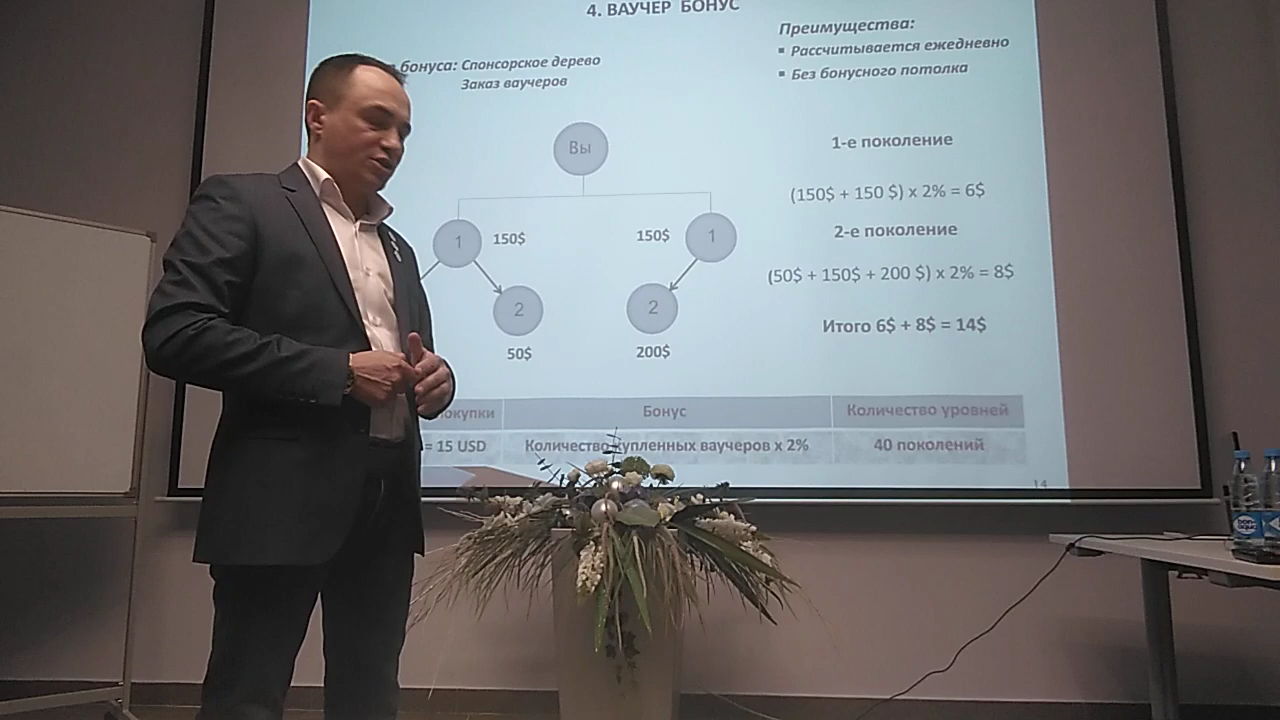 4. ВАУЧЕР БОНУС
бонуса: Спонсорское дерево
Заказ ваучеров
Преимущества:
▪ Рассчитывается ежедневно
▪ Без бонусного потолка
Вы
1
150$
150$
1
2
50$
2
200$
1-е поколение
(150$ + 150 $) x 2% = 6$
2-е поколение
(50$ + 150$ + 200 $) x 2% = 8$
Итого 6$ + 8$ = 14$
окупки
Бонус
Количество уровней
= 15 USD
Количество купленных ваучеров x 2%
40 поколений
14